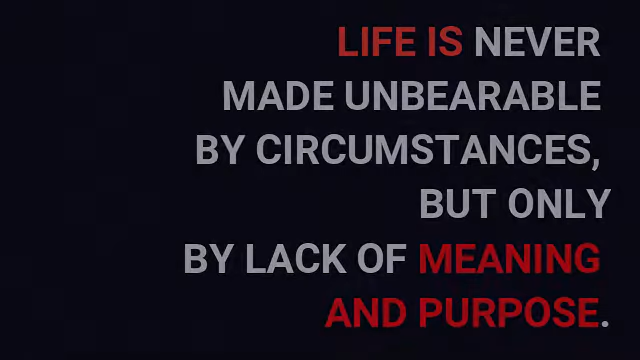 LIFE IS NEVER
MADE UNBEARABLE
BY CIRCUMSTANCES,
BUT ONLY
BY LACK OF MEANING
AND PURPOSE.